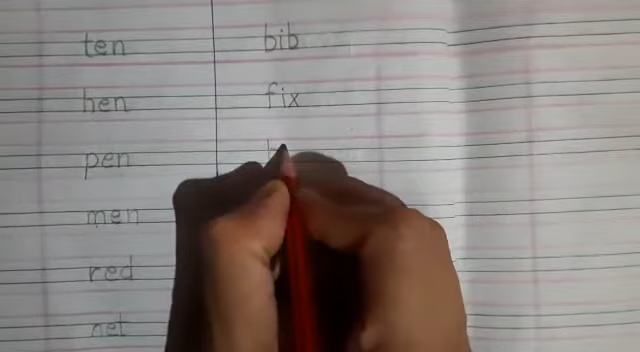 ten bib
hen fix
pen h
men
red
net